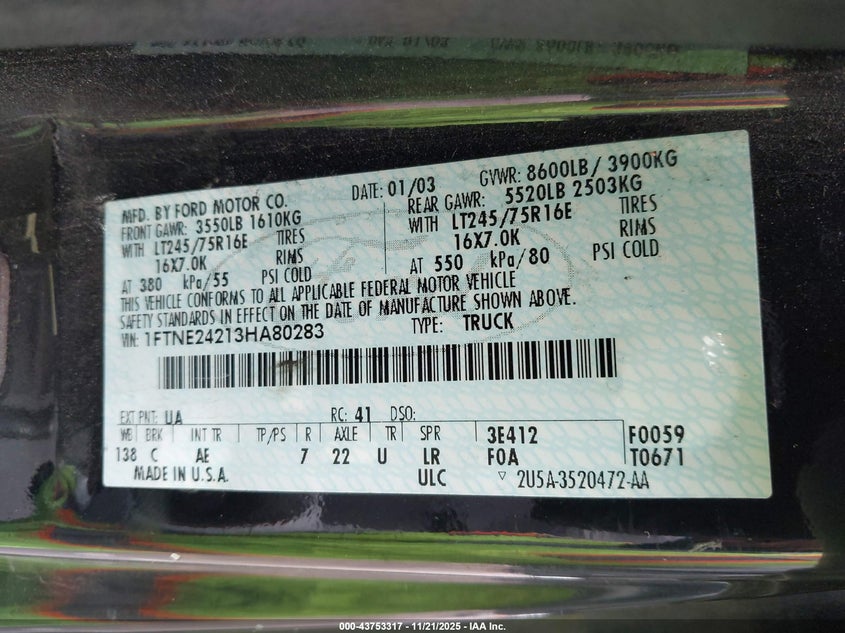 MFD. BY FORD MOTOR CO. DATE: 01/03 GVWR: 8600LB/ 3900KG
FRONT GAWR: 3550LB 1610KG REAR GAWR: 5520LB 2503KG
WITH LT245/75R16E TIRES WITH LT245/75R16E TIRES
16X7.0K RIMS 16X7.0K RIMS
AT 380 kPa/55 PSI COLD AT 550 kPa/80 PSI COLD
THIS VEHICLE CONFORMS TO ALL APPLICABLE FEDERAL MOTOR VEHICLE
SAFETY STANDARDS IN EFFECT ON THE DATE OF MANUFACTURE SHOWN ABOVE.
VIN: 1FTNE24213HA80283 TYPE: TRUCK
EXT PNT: UA RC: 41 DSO:
WB BRK INT TR TP/PS R AXLE TR SPR 3E412 F0059
138 C AE 7 22 U LR F0A T0671
MADE IN U.S.A. ULC ▽ 2U5A-3520472-AA
000-43753317 - 11/21/2025 - IAA Inc.